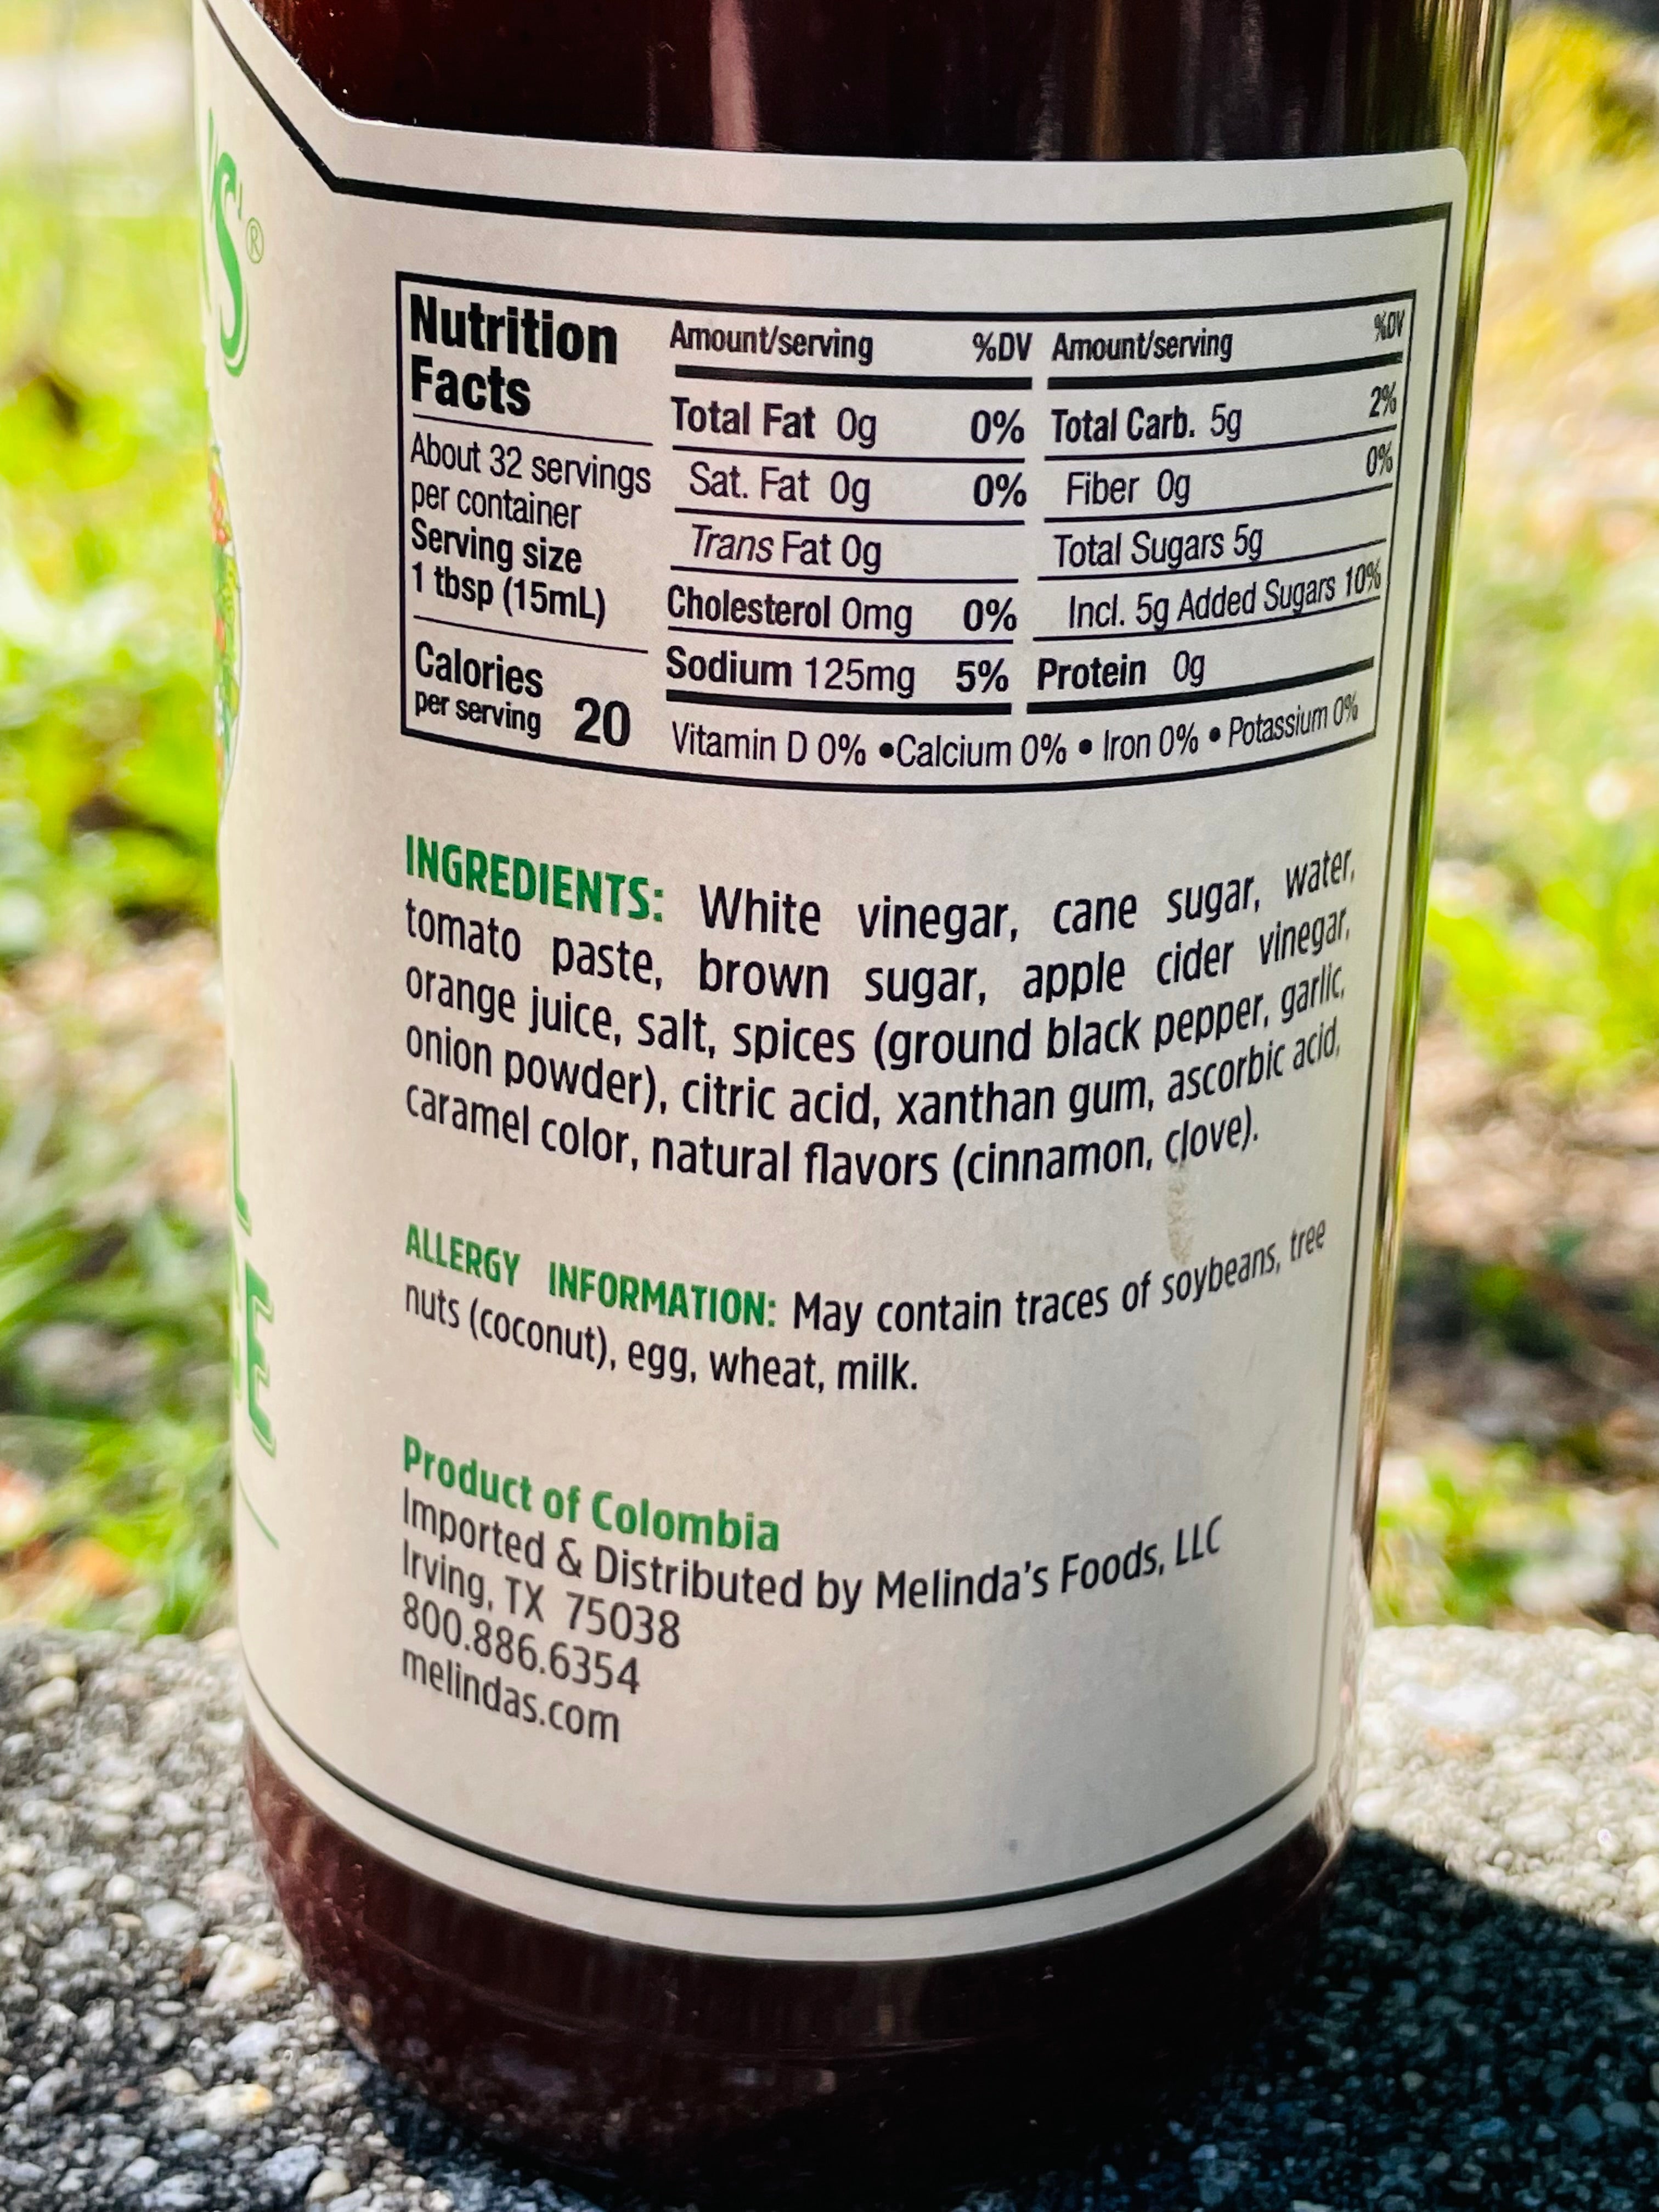 'S®
L
E
Nutrition
Facts
About 32 servings
per container
Serving size
1 tbsp (15mL)
Calories
per serving 20
Amount/serving %DV Amount/serving %DV
Total Fat 0g 0% Total Carb. 5g 2%
Sat. Fat 0g 0% Fiber 0g 0%
Trans Fat 0g Total Sugars 5g
Cholesterol 0mg 0% Incl. 5g Added Sugars 10%
Sodium 125mg 5% Protein 0g
Vitamin D 0% •Calcium 0% • Iron 0% • Potassium 0%
INGREDIENTS: White vinegar, cane sugar, water,
tomato paste, brown sugar, apple cider vinegar,
orange juice, salt, spices (ground black pepper, garlic,
onion powder), citric acid, xanthan gum, ascorbic acid,
caramel color, natural flavors (cinnamon, clove).
ALLERGY INFORMATION: May contain traces of soybeans, tree
nuts (coconut), egg, wheat, milk.
Product of Colombia
Imported & Distributed by Melinda's Foods, LLC
Irving, TX 75038
800.886.6354
melindas.com